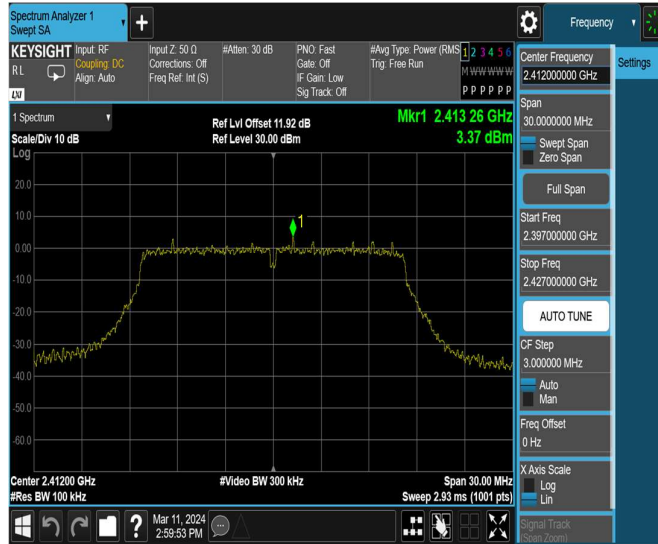 Spectrum Analyzer 1
Swept SA
+
Frequency
KEYSIGHT
R L
LXI
Input: RF
Coupling: DC
Align: Auto
Input Z: 50 Ω
Corrections: Off
Freq Ref: Int (S)
#Atten: 30 dB
PNO: Fast
Gate: Off
IF Gain: Low
Sig Track: Off
#Avg Type: Power (RMS
Trig: Free Run
1 2 3 4 5 6
M W W W W W
P P P P P P
1 Spectrum
Scale/Div 10 dB
Ref Lvl Offset 11.92 dB
Ref Level 30.00 dBm
Mkr1 2.413 26 GHz
3.37 dBm
Log
20.0
10.0
0.00
-10.0
-20.0
-30.0
-40.0
-50.0
-60.0
1
Center 2.41200 GHz
#Res BW 100 kHz
#Video BW 300 kHz
Span 30.00 MHz
Sweep 2.93 ms (1001 pts)
?
Mar 11, 2024
2:59:53 PM
Center Frequency
2.412000000 GHz
Settings
Span
30.0000000 MHz
Swept Span
Zero Span
Full Span
Start Freq
2.397000000 GHz
Stop Freq
2.427000000 GHz
AUTO TUNE
CF Step
3.000000 MHz
Auto
Man
Freq Offset
0 Hz
X Axis Scale
Log
Lin
Signal Track
(Span Zoom)